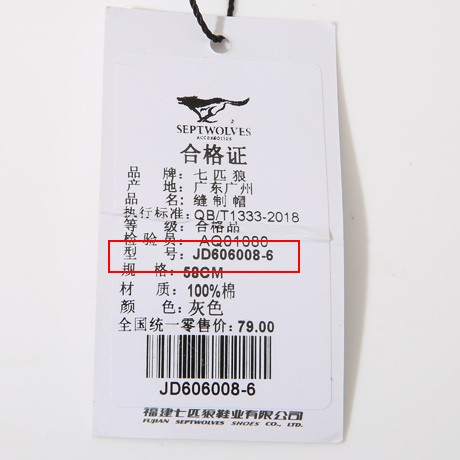 SEPTWOLVES
ACCESSORIES
合格证
品 牌：七 匹 狼
产 地：广东广州
品 名：缝 制 帽
执行标准：QB/T1333-2018
等 级：合格品
检 验 员：AQ01080
型 号：JD606008-6
规 格：58CM
材 质：100%棉
颜 色：灰色
全国统一零售价：79.00
JD606008-6
福建七匹狼鞋业有限公司
FUJIAN SEPTWOLVES SHOES CO.LTD.